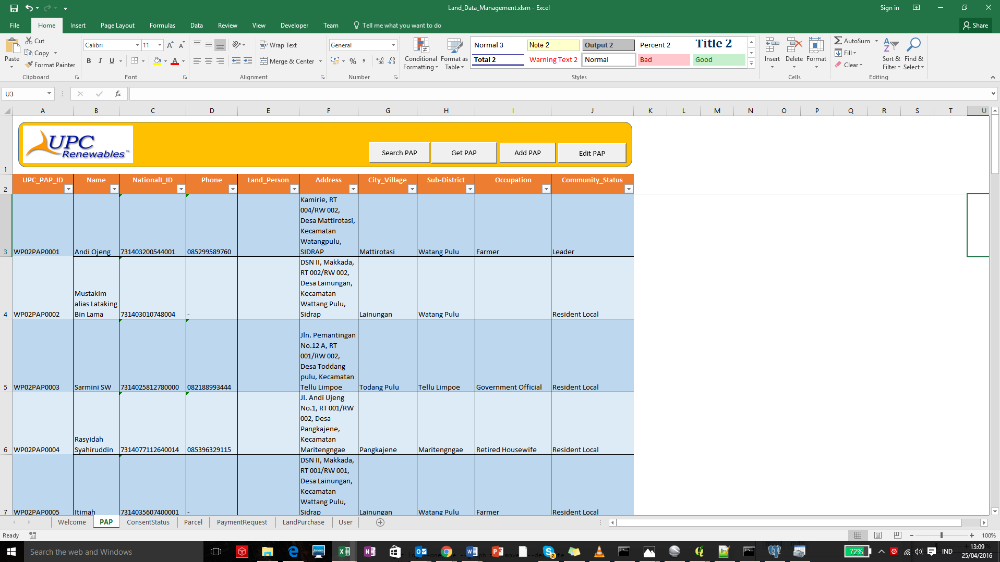 Land_Data_Management.xlsm - Excel
Sign in
File Home Insert Page Layout Formulas Data Review View Developer Team Tell me what you want to do Share
Paste
Cut
Copy
Format Painter
Clipboard
Calibri 11
B I U
Font
Wrap Text
Merge & Center
Alignment
General
Number
Conditional Formatting
Format as Table
Normal 3 Note 2 Output 2 Percent 2 Title 2
Total 2 Warning Text 2 Normal Bad Good
Styles
Insert Delete Format
Cells
AutoSum
Fill
Clear
Sort & Filter
Find & Select
Editing
U3
fx
A B C D E F G H I J K L M N O P Q R S T U
1
UPC Renewables™
Search PAP Get PAP Add PAP Edit PAP
2 UPC_PAP_ID Name NationalI_ID Phone Land_Person Address City_Village Sub-District Occupation Community_Status
Kamirie, RT
004/RW 002,
Desa Mattirotasi,
Kecamatan
Watangpulu,
3 WP02PAP0001 Andi Ojeng 731403200544001 085299589760 SIDRAP Mattirotasi Watang Pulu Farmer Leader
DSN II, Makkada,
RT 002/RW 002,
Desa Lainungan,
Mustakim Kecamatan
alias Lataking Wattang Pulu,
4 WP02PAP0002 Bin Lama 731403010748004 - Sidrap Lainungan Watang Pulu Resident Local
Jln. Pemantingan
No.12 A, RT
001/RW 002,
Desa Toddang
pulu, Kecamatan
5 WP02PAP0003 Sarmini SW 7314025812780000 082188993444 Tellu Limpoe Todang Pulu Tellu Limpoe Government Official Resident Local
Jl. Andi Ujeng
No.1, RT 001/RW
002, Desa
Pangkajene,
Rasyidah Kecamatan
6 WP02PAP0004 Syahiruddin 7314077112640014 085396329115 Maritengngae Pangkajene Maritengngae Retired Housewife Resident Local
DSN II, Makkada,
RT 001/RW 001,
Desa Lainungan,
Kecamatan
Wattang Pulu,
7 WP02PAP0005 Itimah 7314035607400001 - Sidrap Lainungan Watang Pulu Farmer Resident Local
Welcome PAP ConsentStatus Parcel PaymentRequest LandPurchase User
Ready
100%
Search the web and Windows
72%
IND
13:09
25/04/2016